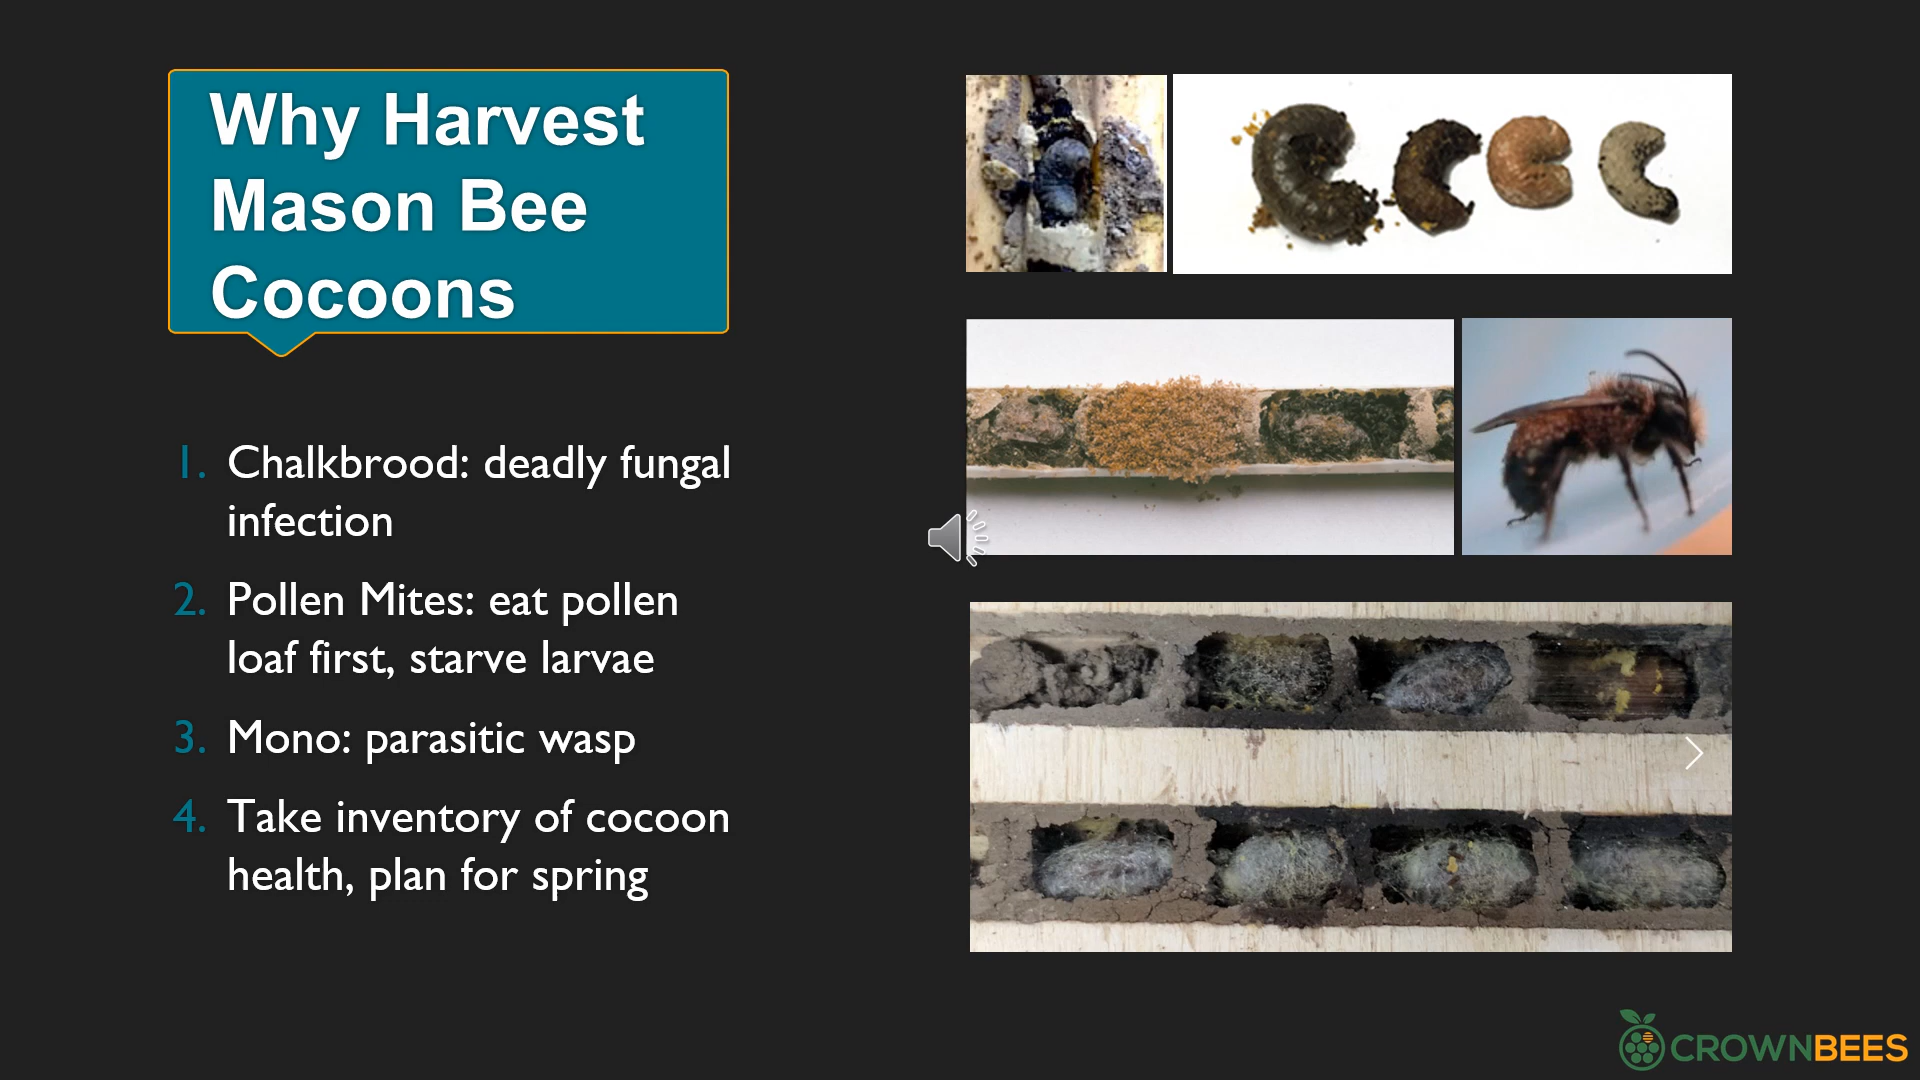 Why Harvest
Mason Bee
Cocoons
1. Chalkbrood: deadly fungal
infection
2. Pollen Mites: eat pollen
loaf first, starve larvae
3. Mono: parasitic wasp
4. Take inventory of cocoon
health, plan for spring
CROWNBEES